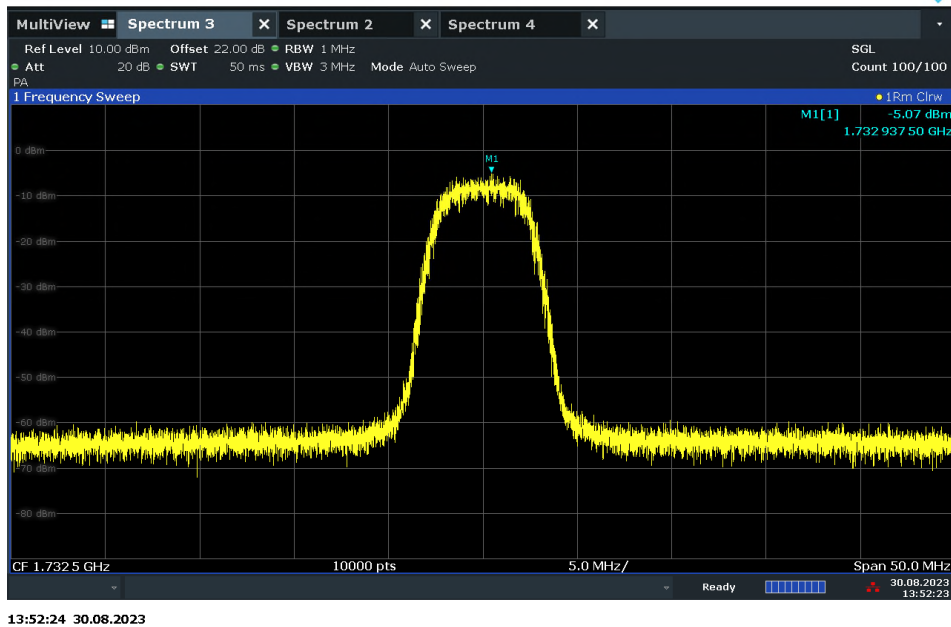 MultiView Spectrum 3 X Spectrum 2 X Spectrum 4 X
Ref Level 10.00 dBm Offset 22.00 dB RBW 1 MHz SGL
Att 20 dB SWT 50 ms VBW 3 MHz Mode Auto Sweep Count 100/100
PA
1 Frequency Sweep 1Rm Clrw
M1[1] -5.07 dBm
1.732 937 50 GHz
0 dBm
M1
-10 dBm
-20 dBm
-30 dBm
-40 dBm
-50 dBm
-60 dBm
-70 dBm
-80 dBm
CF 1.732 5 GHz 10000 pts 5.0 MHz/ Span 50.0 MHz
Ready 30.08.2023
13:52:23
13:52:24 30.08.2023